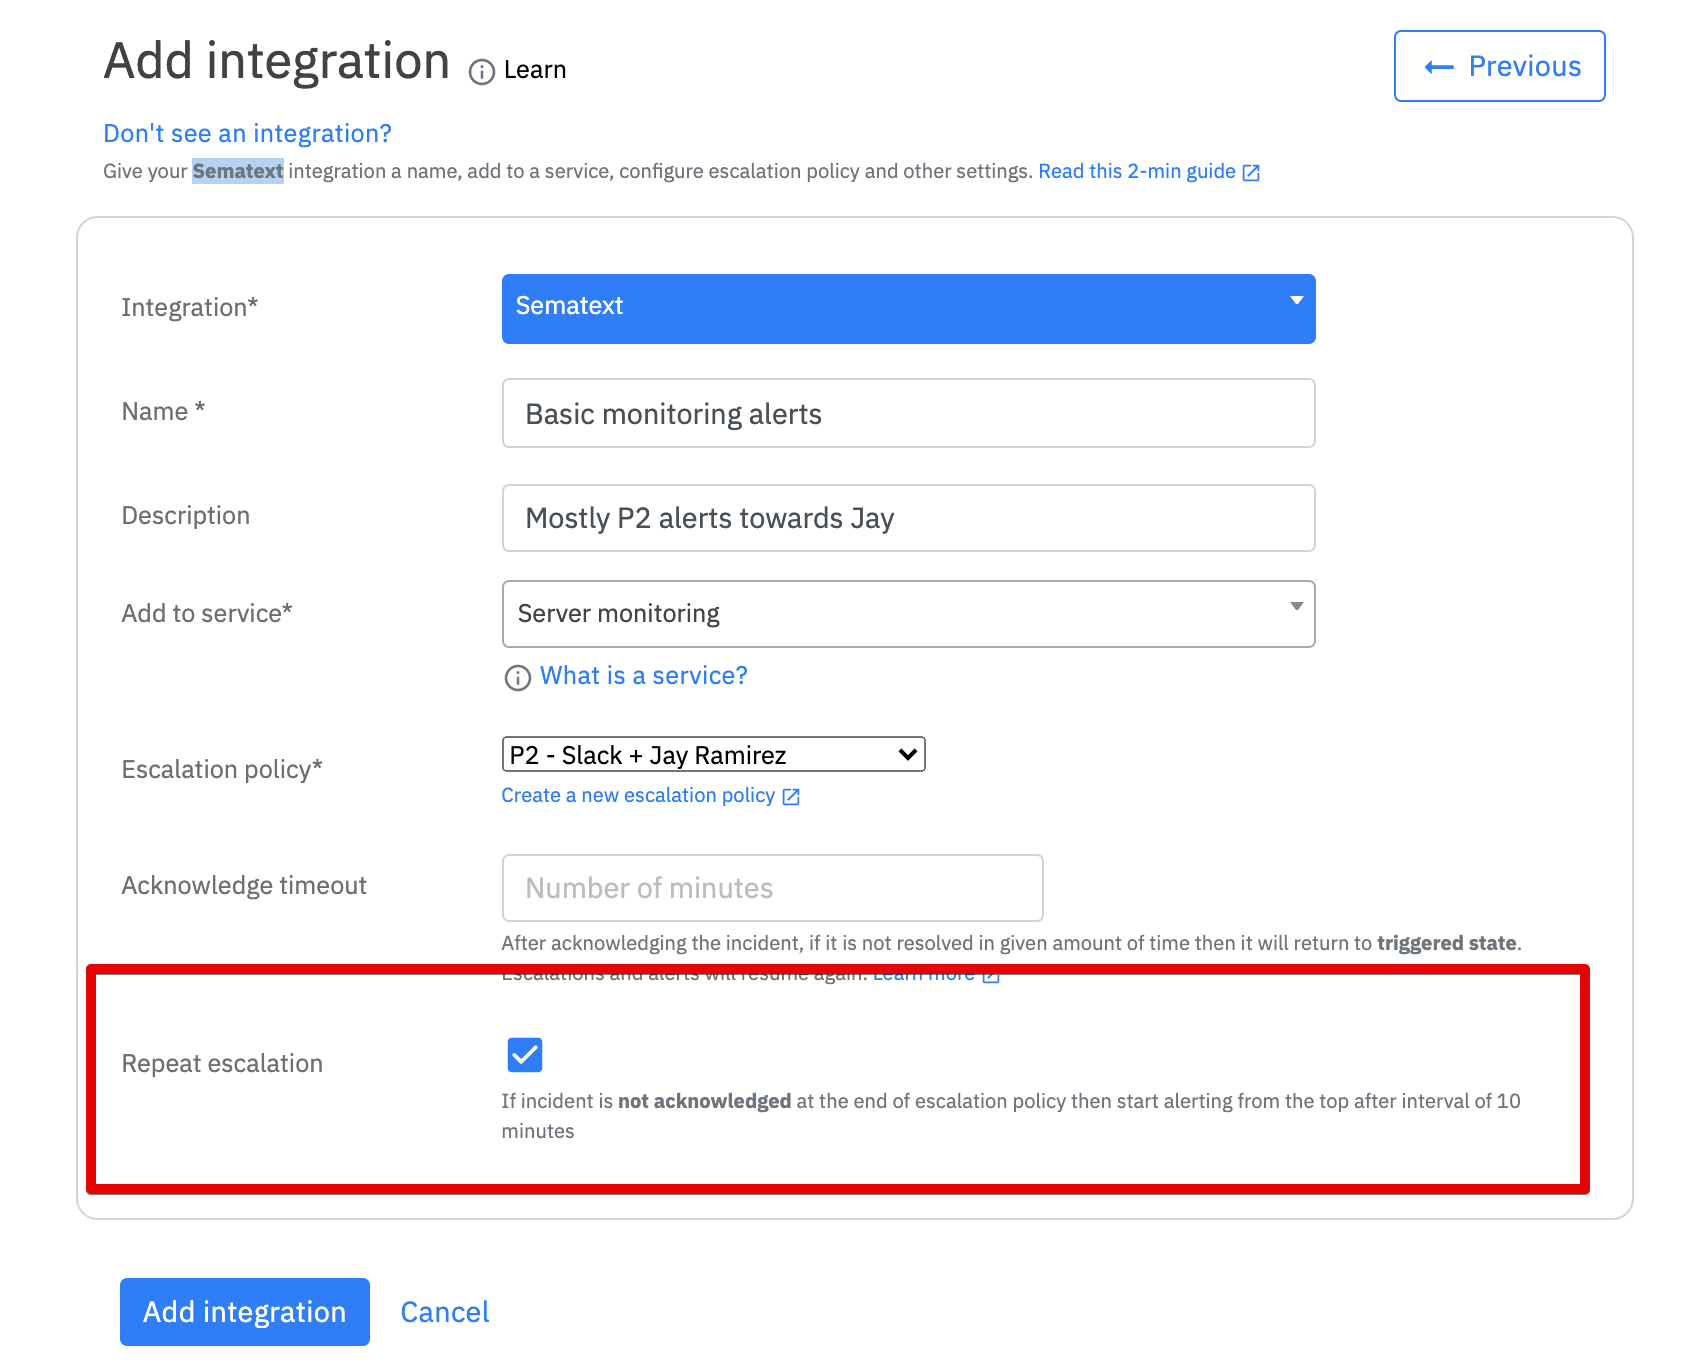 Add integration Learn
Previous
Don't see an integration?
Give your Sematext integration a name, add to a service, configure escalation policy and other settings. Read this 2-min guide
Integration*
Sematext
Name *
Basic monitoring alerts
Description
Mostly P2 alerts towards Jay
Add to service*
Server monitoring
What is a service?
Escalation policy*
P2 - Slack + Jay Ramirez
Create a new escalation policy
Acknowledge timeout
Number of minutes
After acknowledging the incident, if it is not resolved in given amount of time then it will return to triggered state.
Escalations and alerts will resume again. Learn more
Repeat escalation
If incident is not acknowledged at the end of escalation policy then start alerting from the top after interval of 10
minutes
Add integration
Cancel